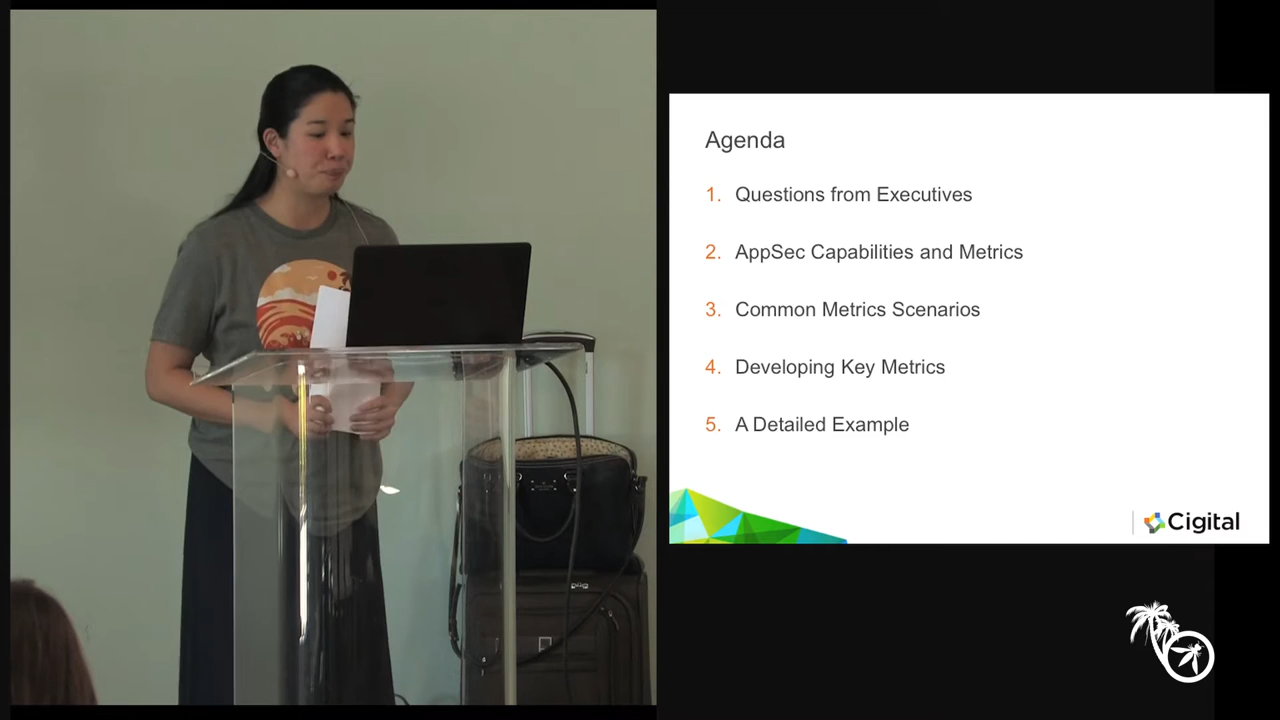 Agenda
1. Questions from Executives
2. AppSec Capabilities and Metrics
3. Common Metrics Scenarios
4. Developing Key Metrics
5. A Detailed Example
Cigital